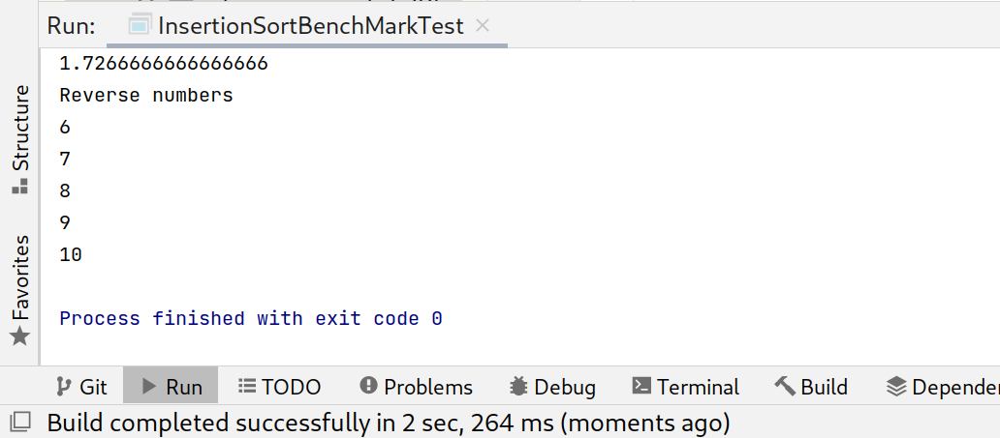 Run: InsertionSortBenchMarkTest
1.7266666666666666
Reverse numbers
6
7
8
9
10
Process finished with exit code 0
Structure
Favorites
Git Run TODO Problems Debug Terminal Build Depende
Build completed successfully in 2 sec, 264 ms (moments ago)